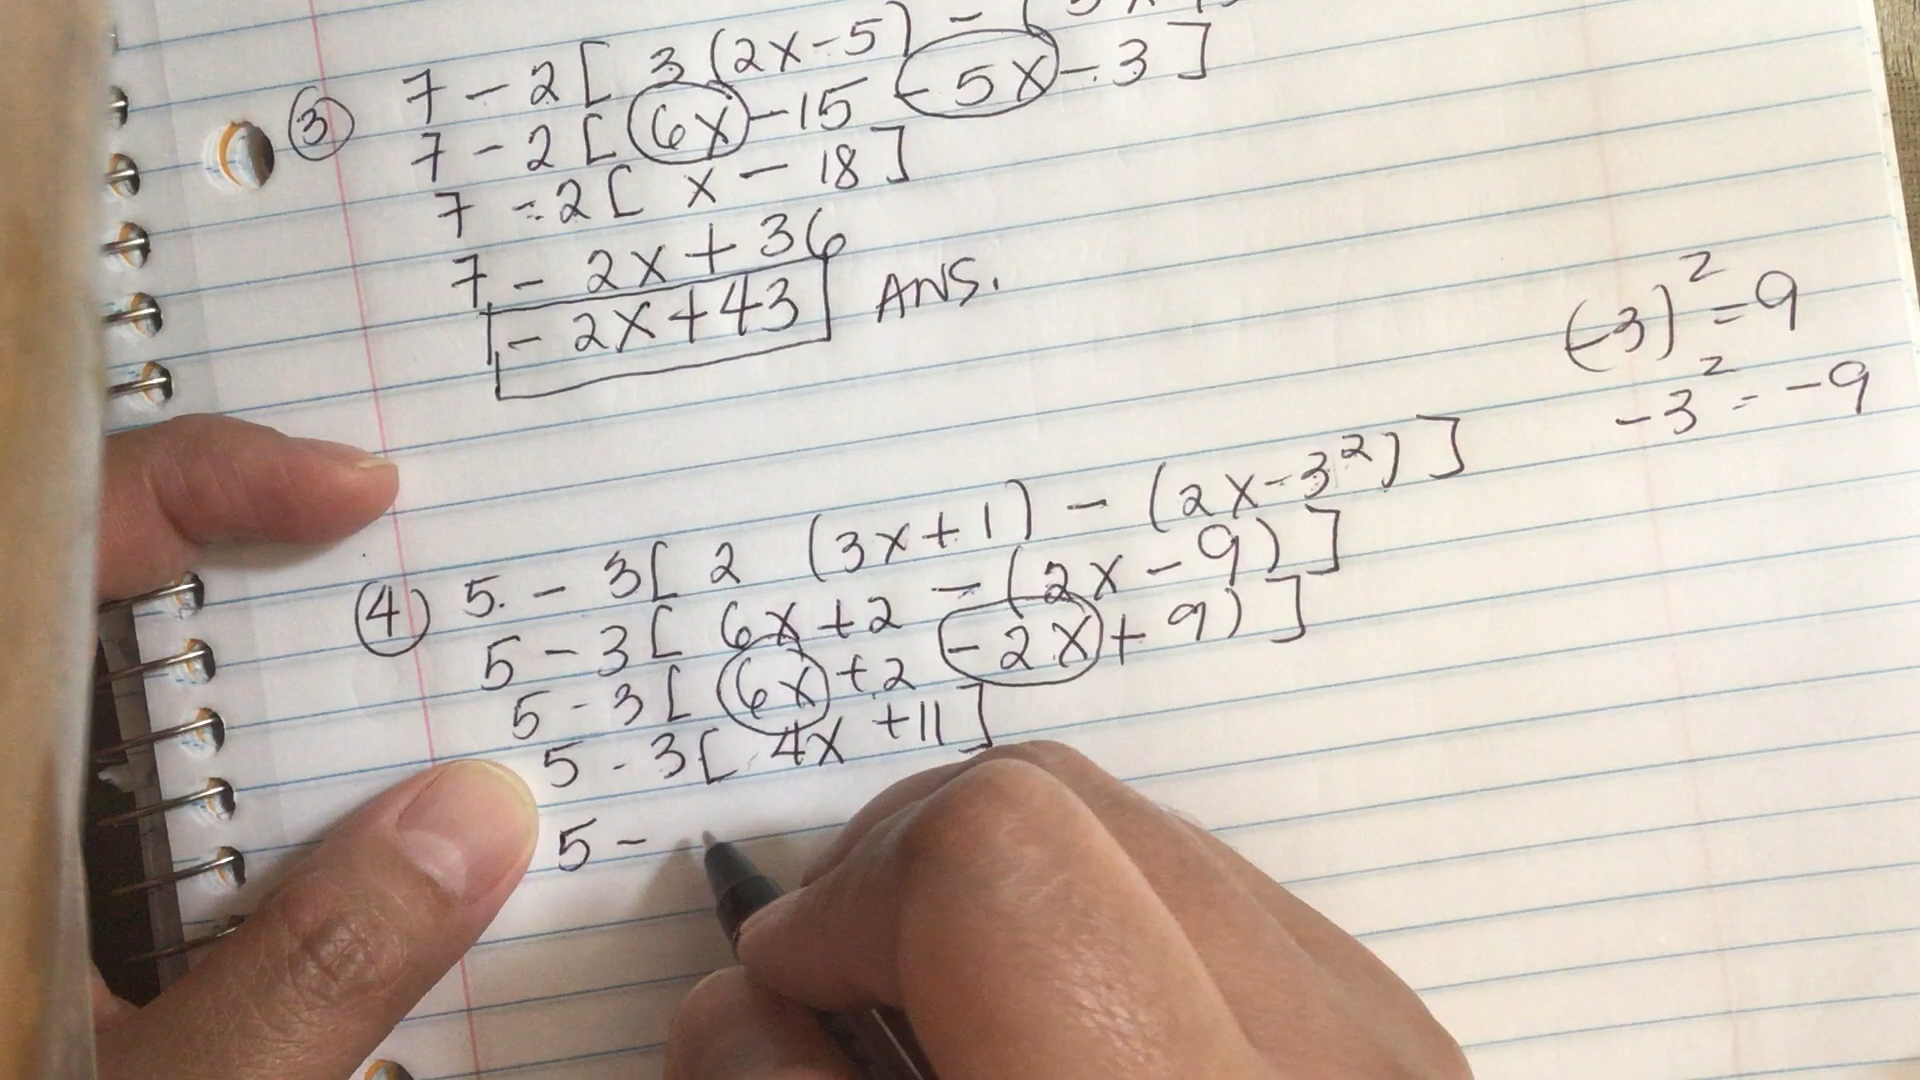 ③ 7 - 2 [ 3 (2x - 5) - (
7 - 2 [ 6x - 15 - 5x - 3 ]
7 - 2 [ x - 18 ]
7 - 2x + 36
- 2x + 43 ANS.
(-3)² = 9
-3² = -9
④ 5 - 3 [ 2 (3x + 1) - (2x - 3²) ]
5 - 3 [ 6x + 2 - (2x - 9) ]
5 - 3 [ 6x + 2 - 2x + 9) ]
5 - 3 [ 4x + 11 ]
5 -